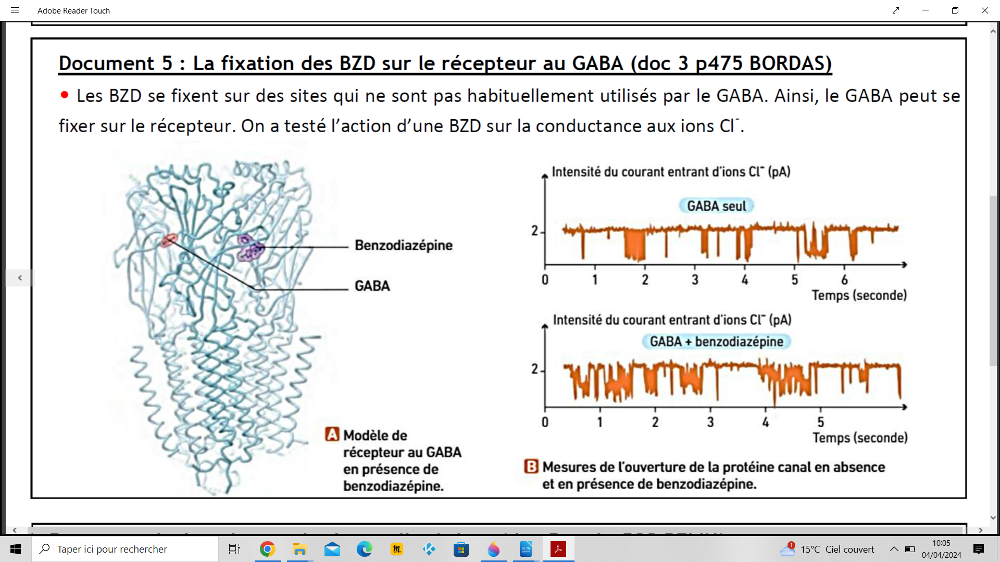 Adobe Reader Touch
Document 5 : La fixation des BZD sur le récepteur au GABA (doc 3 p475 BORDAS)
• Les BZD se fixent sur des sites qui ne sont pas habituellement utilisés par le GABA. Ainsi, le GABA peut se
fixer sur le récepteur. On a testé l’action d’une BZD sur la conductance aux ions Cl⁻.
Benzodiazépine
GABA
A Modèle de
récepteur au GABA
en présence de
benzodiazépine.
Intensité du courant entrant d'ions Cl⁻ (pA)
GABA seul
2
0 1 2 3 4 5 6
Temps (seconde)
Intensité du courant entrant d'ions Cl⁻ (pA)
GABA + benzodiazépine
2
0 1 2 3 4 5
Temps (seconde)
B Mesures de l'ouverture de la protéine canal en absence
et en présence de benzodiazépine.
Taper ici pour rechercher
1
15°C Ciel couvert
10:05
04/04/2024